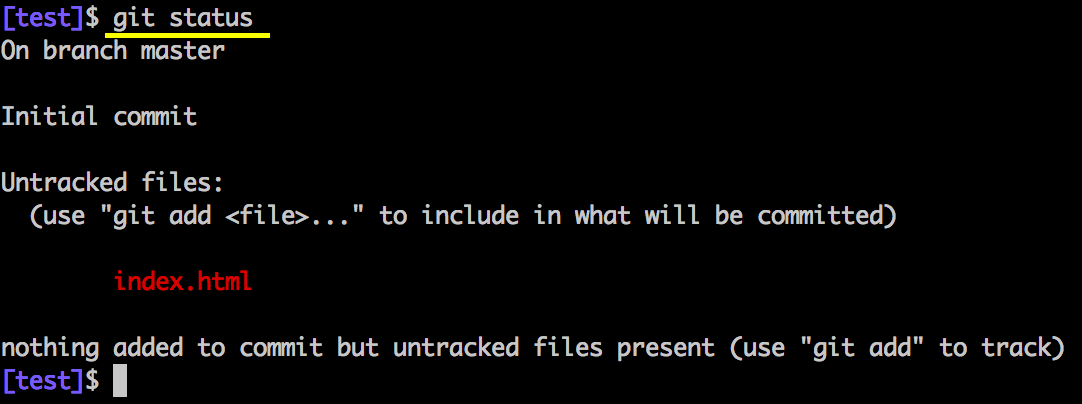 [test]$ git status
On branch master
Initial commit
Untracked files:
(use "git add <file>..." to include in what will be committed)
index.html
nothing added to commit but untracked files present (use "git add" to track)
[test]$